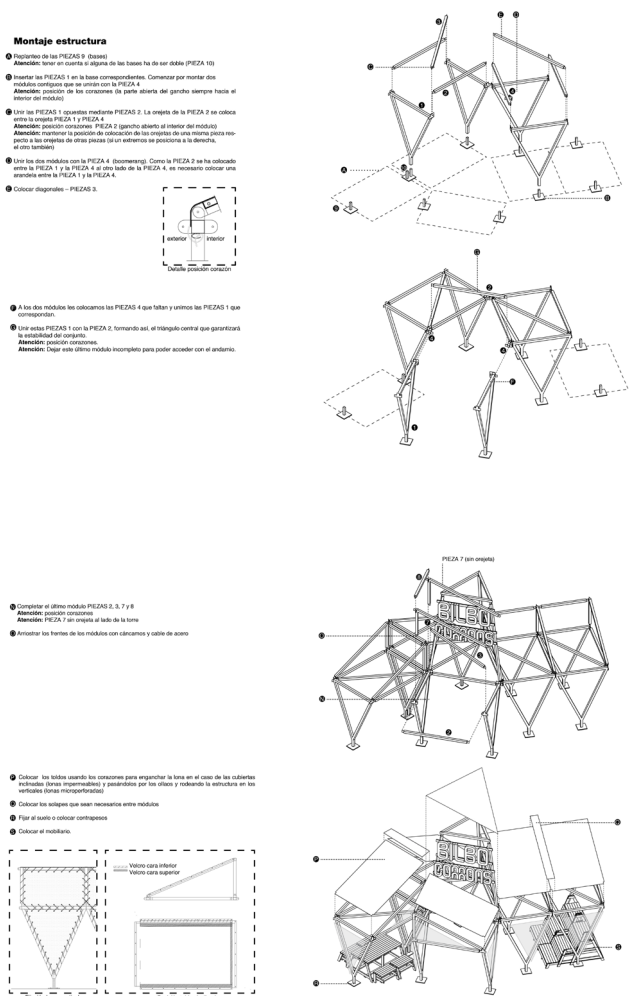 Montaje estructura
A Replanteo de las PIEZAS 9 (bases)
Atención: tener en cuenta si alguna de las bases ha de ser doble (PIEZA 10)
B Insertar las PIEZAS 1 en la base correspondientes. Comenzar por montar dos
módulos contiguos que se unirán con la PIEZA 4
Atención: posición de los corazones (la parte abierta del gancho siempre hacia el
interior del módulo)
C Unir las PIEZAS 1 opuestas mediante PIEZAS 2. La orejeta de la PIEZA 2 se coloca
entre la orejeta PIEZA 1 y PIEZA 4
Atención: posición corazones PIEZA 2 (gancho abierto al interior del módulo)
Atención: mantener la posición de colocación de las orejetas de una misma pieza res-
pecto a las orejetas de otras piezas (si un extremos se posiciona a la derecha,
el otro también)
D Unir los dos módulos con la PIEZA 4 (boomerang). Como la PIEZA 2 se ha colocado
entre la PIEZA 1 y la PIEZA 4 al otro lado de la PIEZA 4, es necesario colocar una
arandela entre la PIEZA 1 y la PIEZA 4.
E Colocar diagonales – PIEZAS 3.
exterior interior
Detalle posición corazón
3
E
D
C
2
4
1
A
10
9
B
F A los dos módulos les colocamos las PIEZAS 4 que faltan y unimos las PIEZAS 1 que
correspondan.
G Unir estas PIEZAS 1 con la PIEZA 2, formando así, el triángulo central que garantizará
la estabilidad del conjunto.
Atención: posición corazones.
Atención: Dejar este último módulo incompleto para poder acceder con el andamio.
G
2
4
4
F
1
PIEZA 7 (sin orejeta)
8
N Completar el último módulo PIEZAS 2, 3, 7 y 8
Atención: posición corazones
Atención: PIEZA 7 sin orejeta al lado de la torre
O Arriostrar los frentes de los módulos con cáncamos y cable de acero
7
O
3
N
2
P Colocar los toldos usando los corazones para enganchar la lona en el caso de las cubiertas
inclinadas (lonas impermeables) y pasándolos por los ollaos y rodeando la estructura en los
verticales (lonas microperforadas)
Q Colocar los solapes que sean necesarios entre módulos
R Fijar al suelo o colocar contrapesos
S Colocar el mobiliario.
Velcro cara inferior
Velcro cara superior
Q
P
S
R